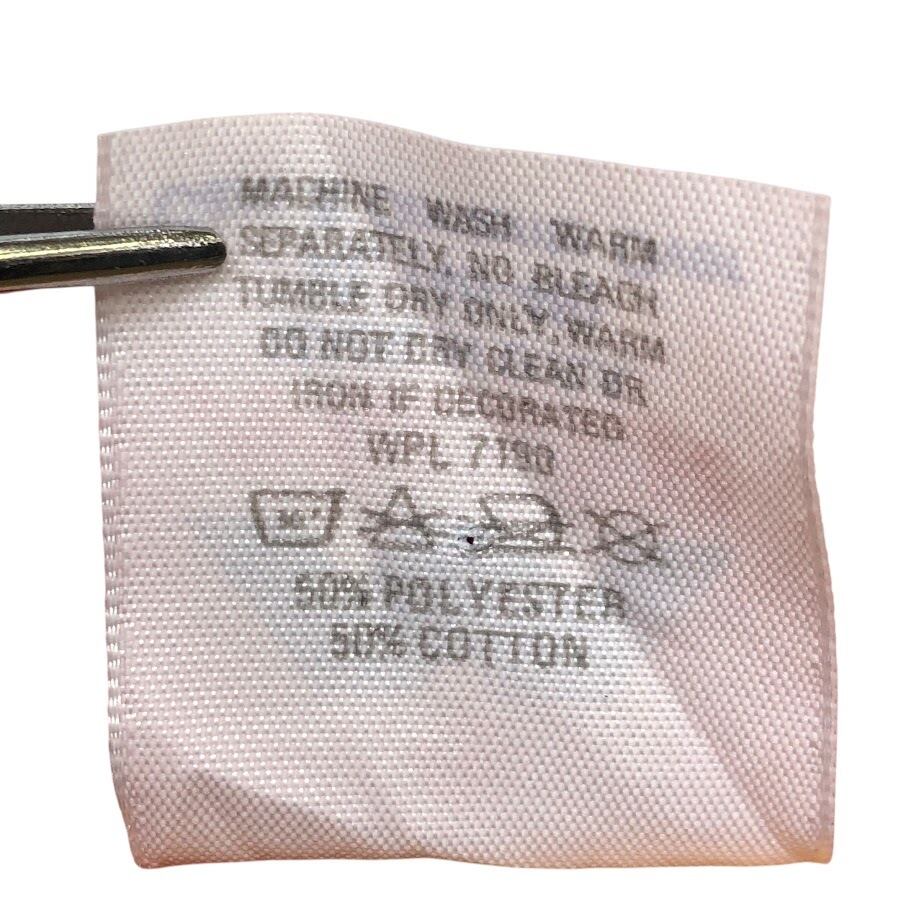 MACHINE WASH WARM
SEPARATELY, NO BLEACH
TUMBLE DRY ONLY, WARM
DO NOT DRY CLEAN OR
IRON IF DECORATED
WPL 7190
50% POLYESTER
50% COTTON